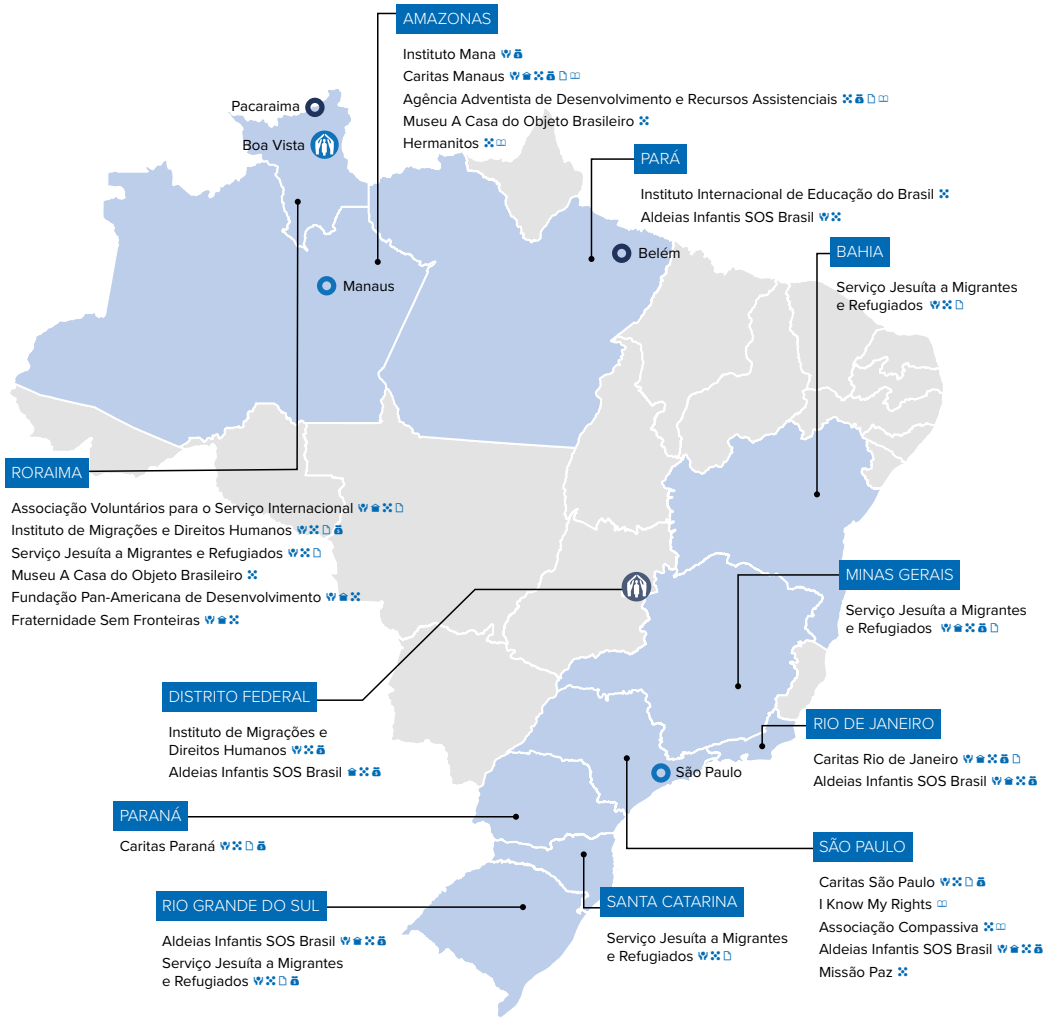 AMAZONAS
Instituto Mana
Caritas Manaus
Agência Adventista de Desenvolvimento e Recursos Assistenciais
Museu A Casa do Objeto Brasileiro
Hermanitos
Pacaraima
Boa Vista
PARÁ
Instituto Internacional de Educação do Brasil
Aldeias Infantis SOS Brasil
Belém
Manaus
BAHIA
Serviço Jesuíta a Migrantes
e Refugiados
RORAIMA
Associação Voluntários para o Serviço Internacional
Instituto de Migrações e Direitos Humanos
Serviço Jesuíta a Migrantes e Refugiados
Museu A Casa do Objeto Brasileiro
Fundação Pan-Americana de Desenvolvimento
Fraternidade Sem Fronteiras
MINAS GERAIS
Serviço Jesuíta a Migrantes
e Refugiados
DISTRITO FEDERAL
Instituto de Migrações e
Direitos Humanos
Aldeias Infantis SOS Brasil
RIO DE JANEIRO
Caritas Rio de Janeiro
Aldeias Infantis SOS Brasil
São Paulo
PARANÁ
Caritas Paraná
SÃO PAULO
Caritas São Paulo
I Know My Rights
Associação Compassiva
Aldeias Infantis SOS Brasil
Missão Paz
RIO GRANDE DO SUL
Aldeias Infantis SOS Brasil
Serviço Jesuíta a Migrantes
e Refugiados
SANTA CATARINA
Serviço Jesuíta a Migrantes
e Refugiados